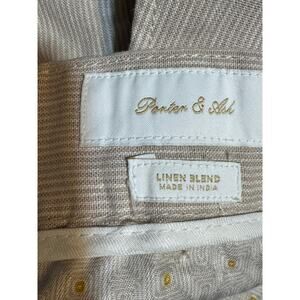 Porter & Ash
LINEN BLEND
MADE IN INDIA